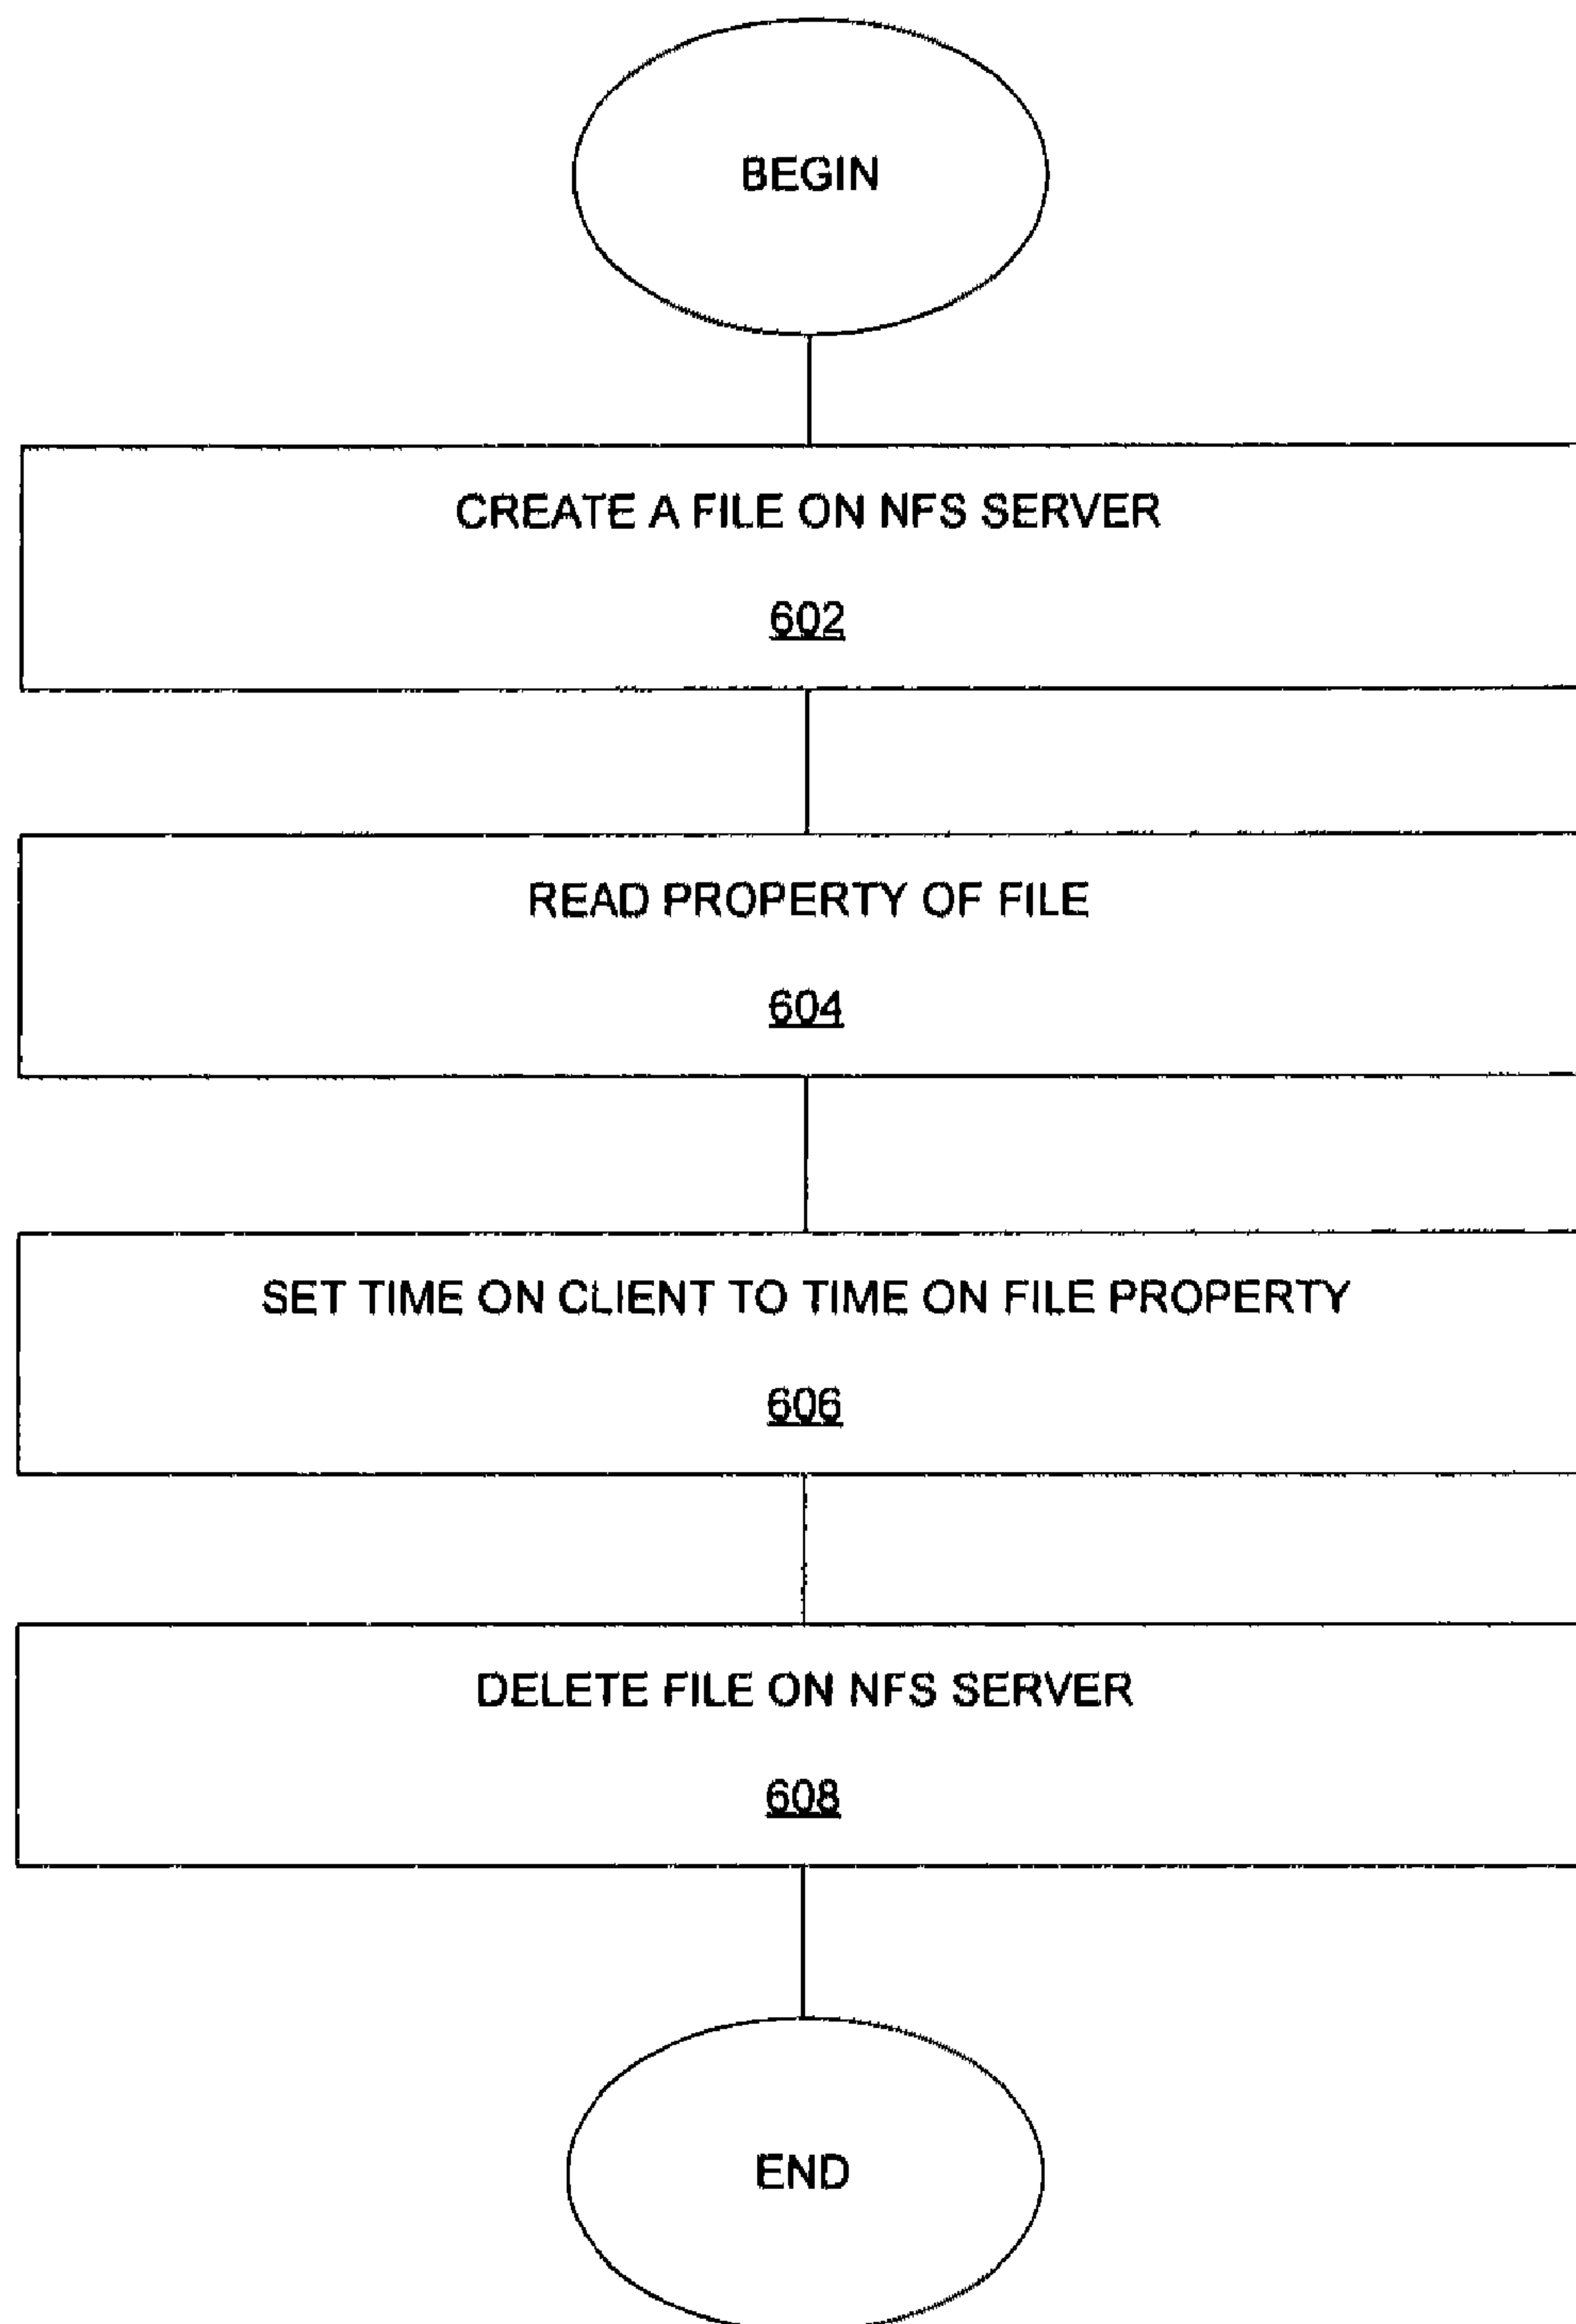 BEGIN
CREATE A FILE ON NFS SERVER
602
READ PROPERTY OF FILE
604
SET TIME ON CLIENT TO TIME ON FILE PROPERTY
606
DELETE FILE ON NFS SERVER
608
END